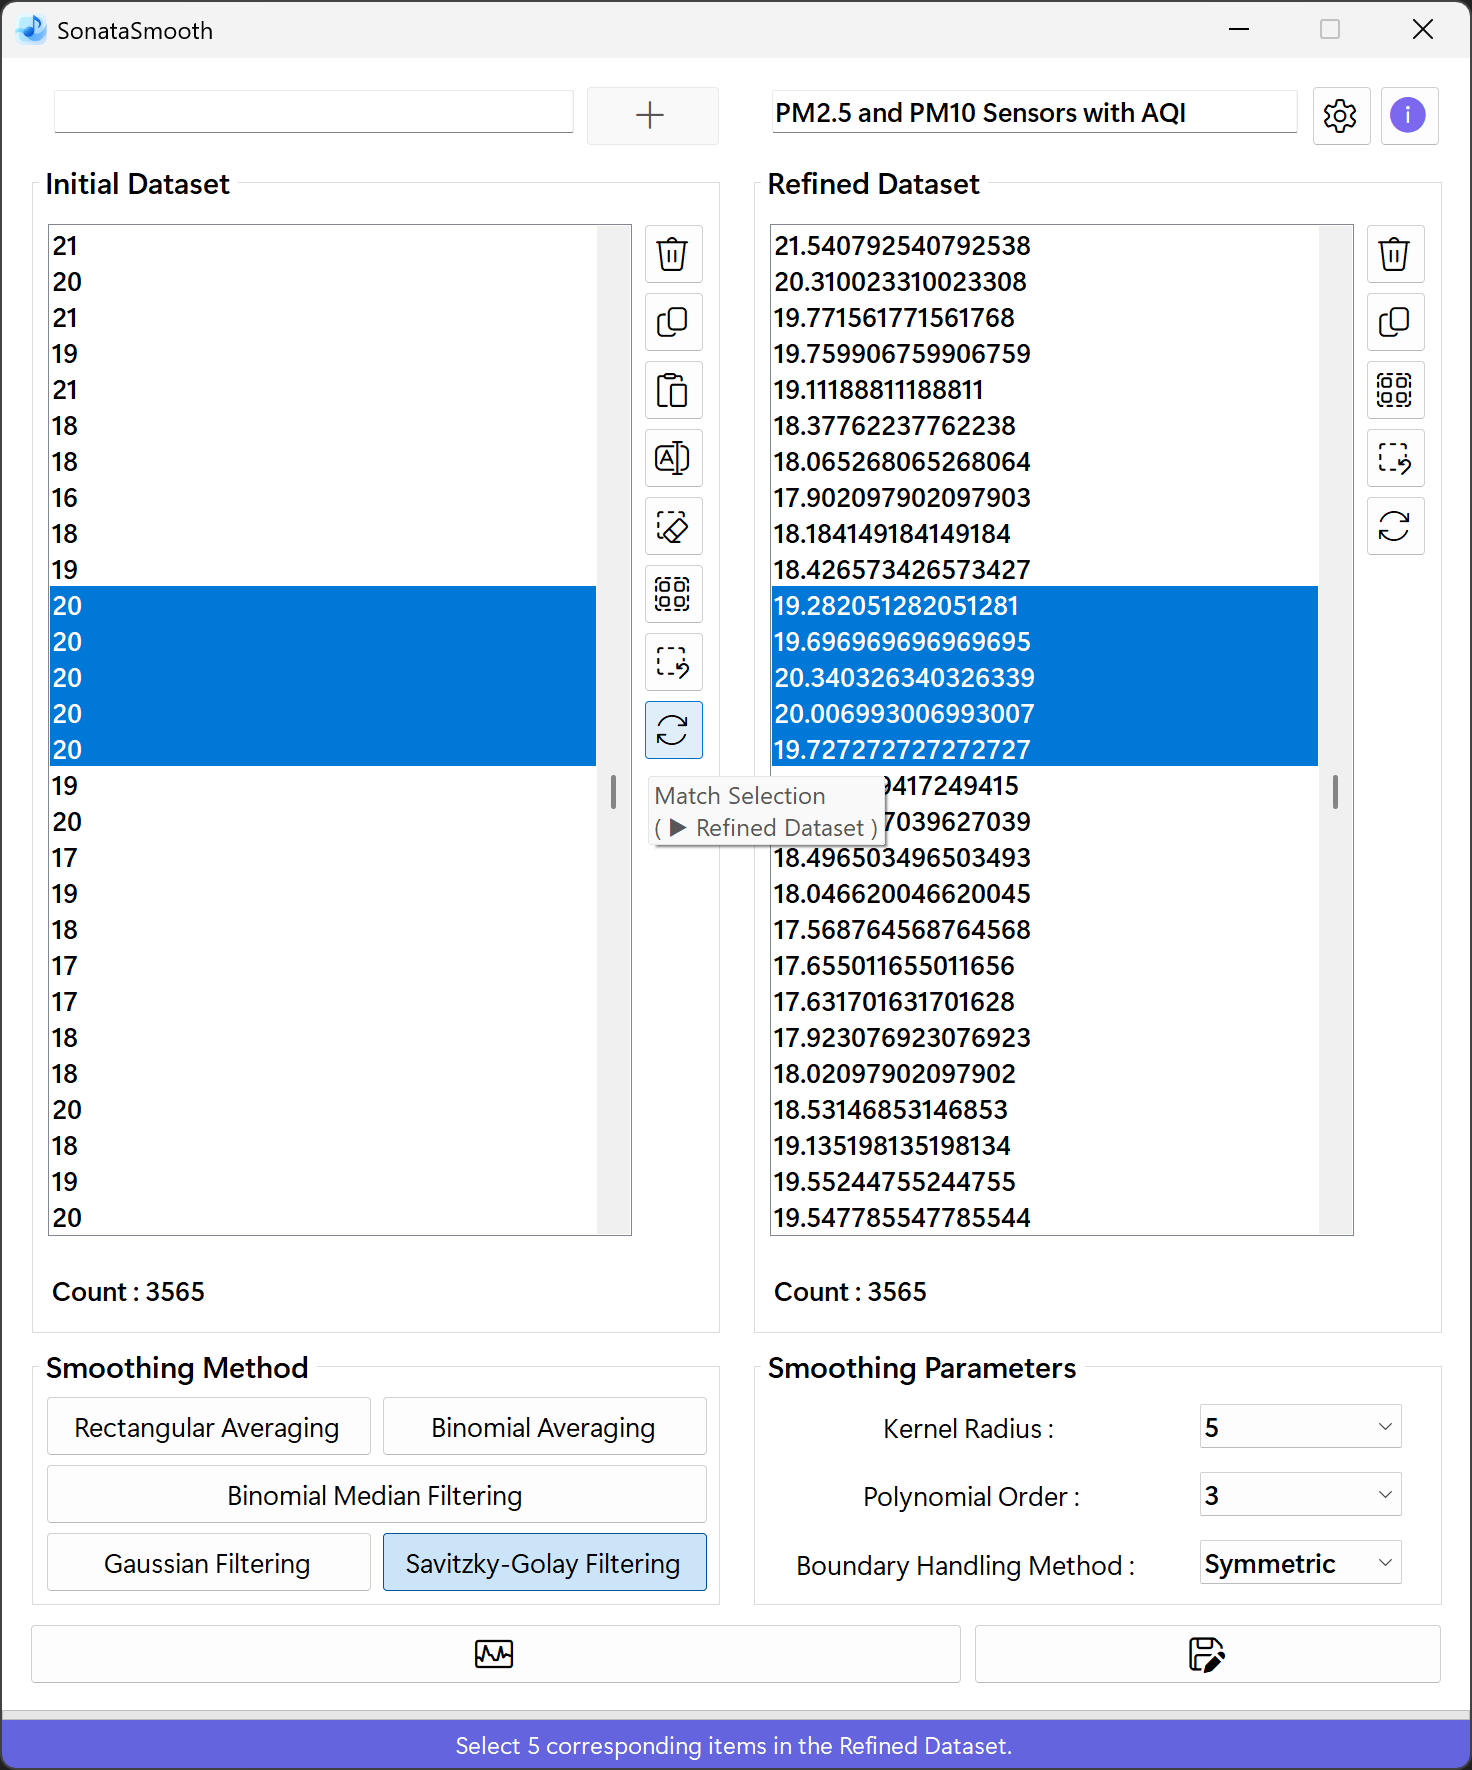 SonataSmooth
PM2.5 and PM10 Sensors with AQI
Initial Dataset
21
20
21
19
21
18
18
16
18
19
20
20
20
20
20
19
20
17
19
18
17
17
18
18
20
18
19
20
Count : 3565
Match Selection
( ▶ Refined Dataset )
Refined Dataset
21.540792540792538
20.310023310023308
19.771561771561768
19.759906759906759
19.11188811188811
18.37762237762238
18.065268065268064
17.902097902097903
18.184149184149184
18.426573426573427
19.282051282051281
19.696969696969695
20.340326340326339
20.006993006993007
19.727272727272727
9417249415
7039627039
18.496503496503493
18.046620046620045
17.568764568764568
17.655011655011656
17.631701631701628
17.923076923076923
18.02097902097902
18.53146853146853
19.135198135198134
19.55244755244755
19.547785547785544
Count : 3565
Smoothing Method
Rectangular Averaging
Binomial Averaging
Binomial Median Filtering
Gaussian Filtering
Savitzky-Golay Filtering
Smoothing Parameters
Kernel Radius : 5
Polynomial Order : 3
Boundary Handling Method : Symmetric
Select 5 corresponding items in the Refined Dataset.